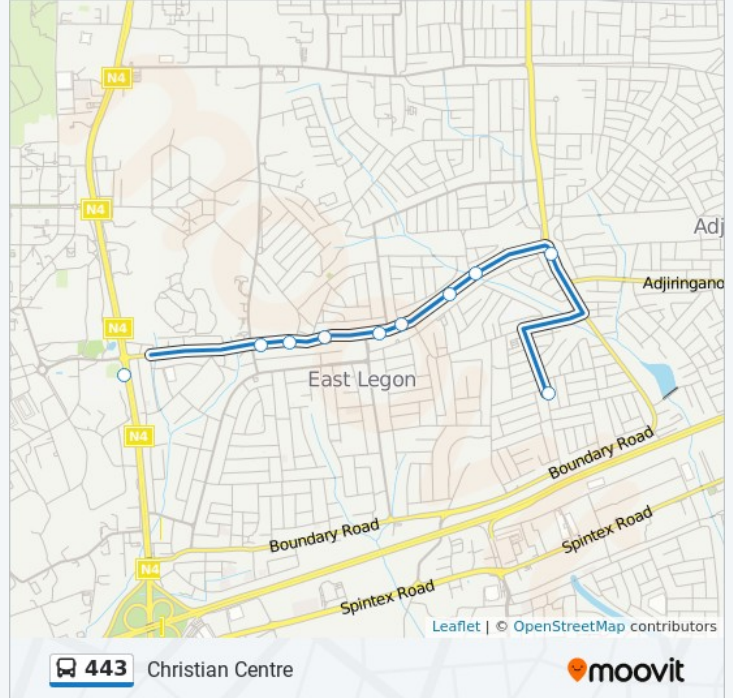 N4
N4
Adj
Adjiringano
N4
East Legon
N4
Boundary Road
Boundary Road
Spintex Road
N4
Spintex Road
Leaflet | © OpenStreetMap contributors
443 Christian Centre
moovit